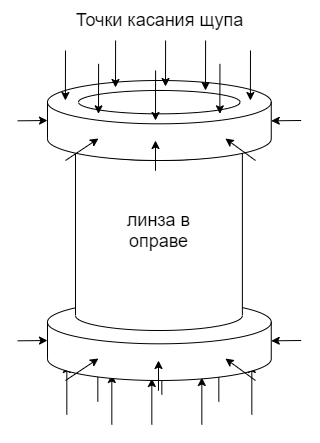 Точки касания щупа
линза в
оправе